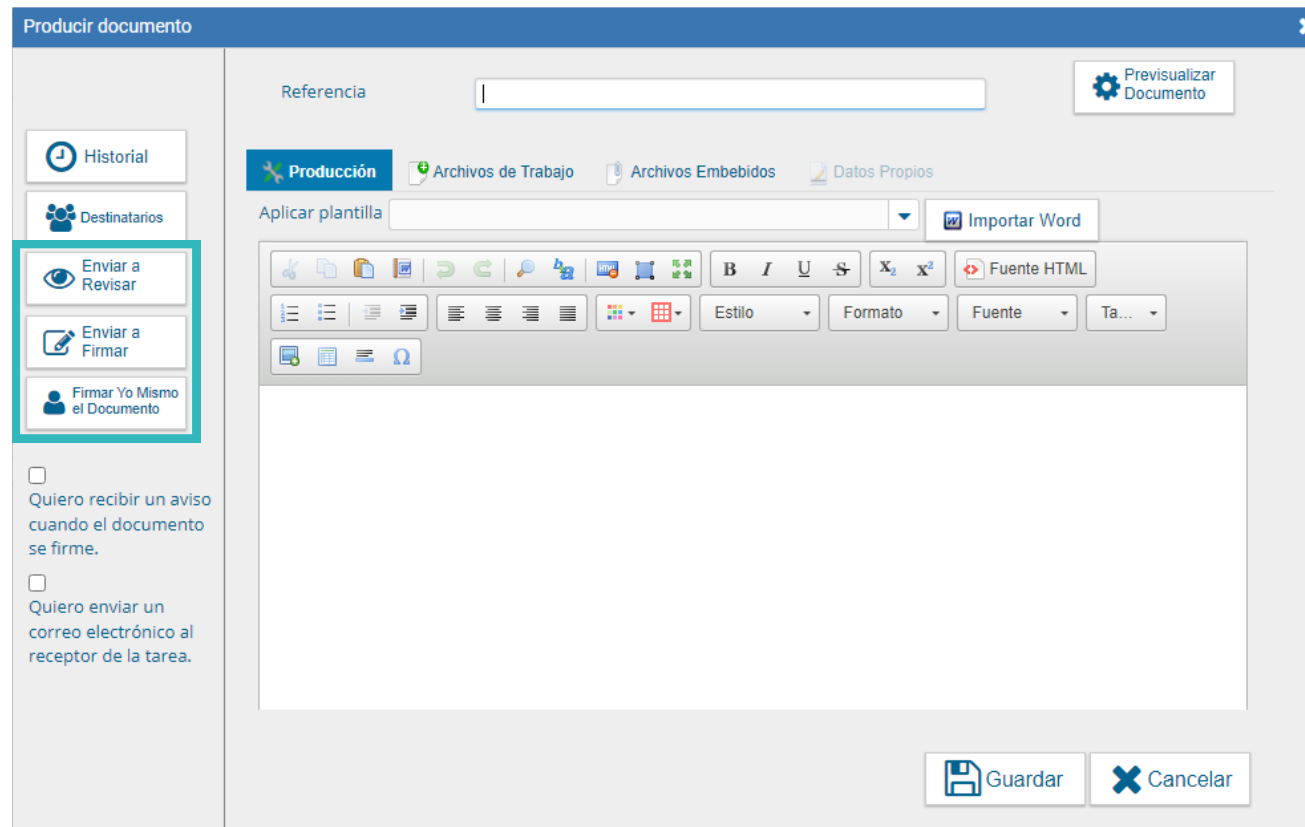 Producir documento
Referencia
Previsualizar
Documento
Historial
Destinatarios
Enviar a
Revisar
Enviar a
Firmar
Firmar Yo Mismo
el Documento
Quiero recibir un aviso
cuando el documento
se firme.
Quiero enviar un
correo electrónico al
receptor de la tarea.
Producción Archivos de Trabajo Archivos Embebidos Datos Propios
Aplicar plantilla Importar Word
B I U S X₂ X² Fuente HTML
Estilo Formato Fuente Ta...
Ω
Guardar Cancelar